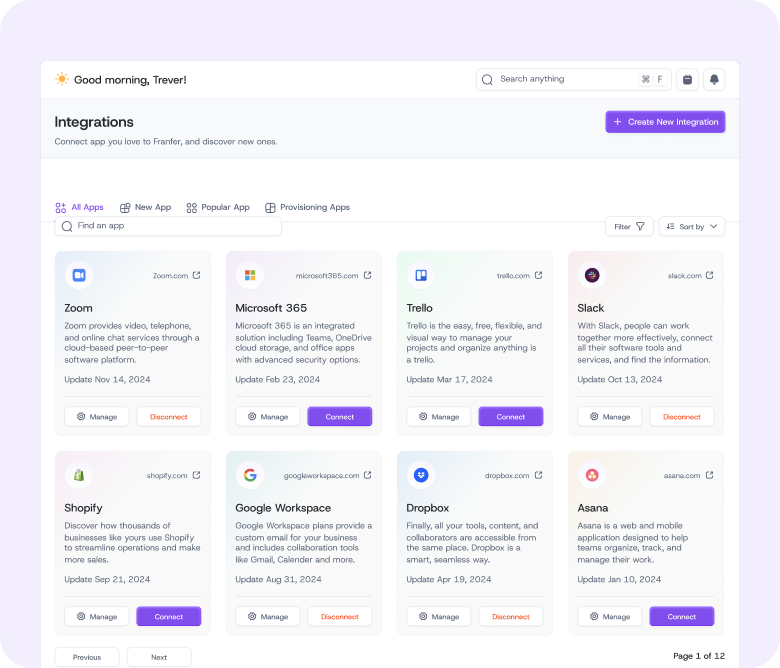 Good morning, Trever!
Search anything
⌘ F
Integrations
Connect app you love to Franfer, and discover new ones.
+ Create New Integration
All Apps
New App
Popular App
Provisioning Apps
Find an app
Filter
Sort by
Zoom.com
Zoom
Zoom provides video, telephone,
and online chat services through a
cloud-based peer-to-peer
software platform.
Update Nov 14, 2024
Manage
Disconnect
microsoft365.com
Microsoft 365
Microsoft 365 is an integrated
solution including Teams, OneDrive
cloud storage, and office apps
with advanced security options.
Update Feb 23, 2024
Manage
Connect
trello.com
Trello
Trello is the easy, free, flexible, and
visual way to manage your
projects and organize anything is
a trello.
Update Mar 17, 2024
Manage
Connect
slack.com
Slack
With Slack, people can work
together more effectively, connect
all their software tools and
services, and find the information.
Update Oct 13, 2024
Manage
Disconnect
shopify.com
Shopify
Discover how thousands of
businesses like yours use Shopify
to streamline operations and make
more sales.
Update Sep 21, 2024
Manage
Connect
googleworkspace.com
Google Workspace
Google Workspace plans provide a
custom email for your business
and includes collaboration tools
like Gmail, Calender and more.
Update Aug 31, 2024
Manage
Disconnect
dropbox.com
Dropbox
Finally, all your tools, content, and
collaborators are accessible from
the same place. Dropbox is a
smart, seamless way.
Update Apr 19, 2024
Manage
Disconnect
asana.com
Asana
Asana is a web and mobile
application designed to help
teams organize, track, and
manage their work.
Update Jan 10, 2024
Manage
Connect
Previous
Next
Page 1 of 12